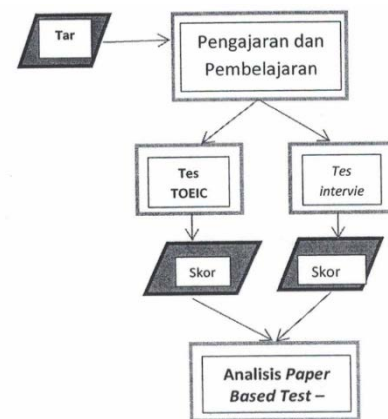 Tar
Pengajaran dan
Pembelajaran
Tes
TOEIC
Tes
intervie
Skor
Skor
Analisis Paper
Based Test –